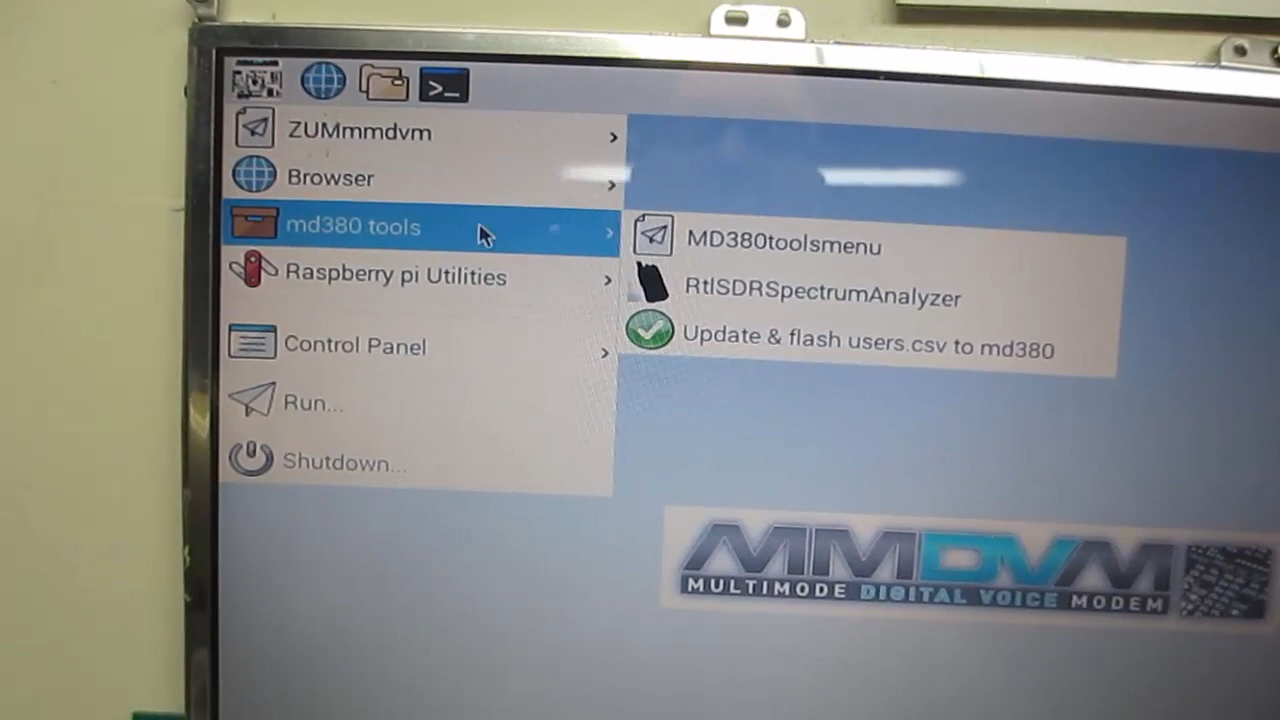 ZUMmmdvm
Browser
md380 tools
MD380toolsmenu
RtlSDRSpectrumAnalyzer
Update & flash users.csv to md380
Raspberry pi Utilities
Control Panel
Run...
Shutdown...
MMDVM
MULTIMODE DIGITAL VOICE MODEM